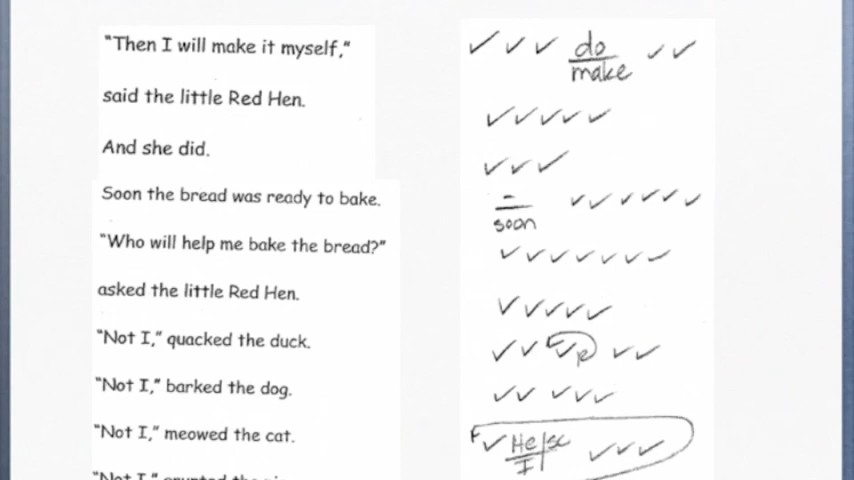 "Then I will make it myself,"
said the little Red Hen.
And she did.
Soon the bread was ready to bake.
"Who will help me bake the bread?"
asked the little Red Hen.
"Not I," quacked the duck.
"Not I," barked the dog.
"Not I," meowed the cat.
"Not I,"
✓ ✓ ✓ do ✓ ✓
make
✓ ✓ ✓ ✓ ✓
✓ ✓ ✓
- ✓ ✓ ✓ ✓ ✓ ✓
soon
✓ ✓ ✓ ✓ ✓ ✓ ✓
✓ ✓ ✓ ✓ ✓
✓ ✓ ✓ R ✓ ✓
✓ ✓ ✓ ✓ ✓
✓ He/sc ✓ ✓ ✓
I